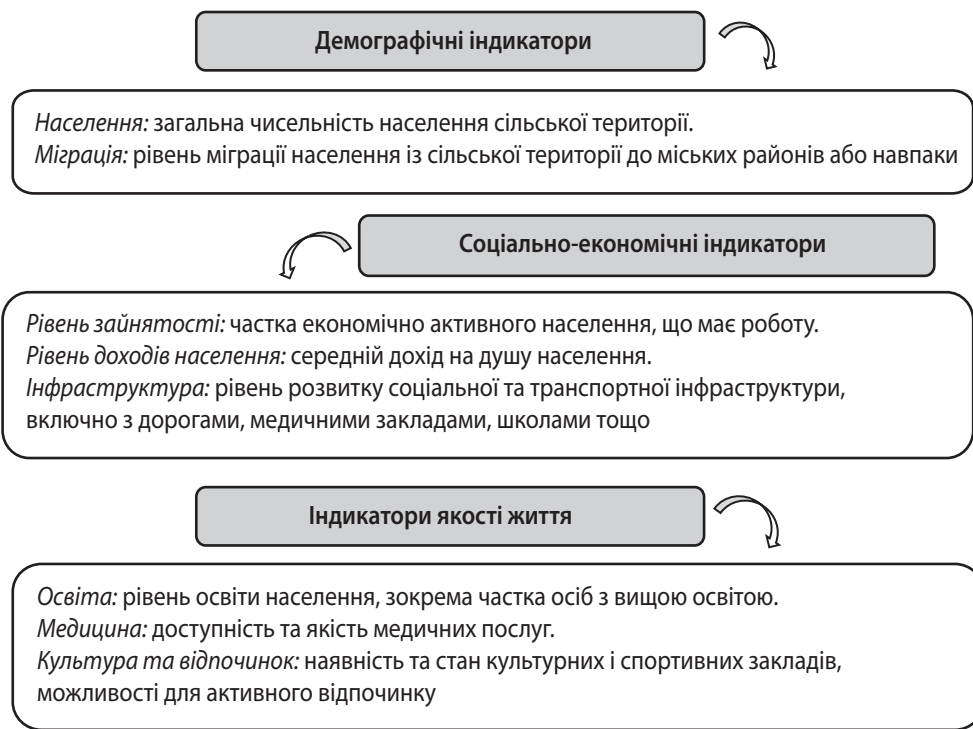 Демографічні індикатори
Населення: загальна чисельність населення сільської території.
Міграція: рівень міграції населення із сільської території до міських районів або навпаки
Соціально-економічні індикатори
Рівень зайнятості: частка економічно активного населення, що має роботу.
Рівень доходів населення: середній дохід на душу населення.
Інфраструктура: рівень розвитку соціальної та транспортної інфраструктури,
включно з дорогами, медичними закладами, школами тощо
Індикатори якості життя
Освіта: рівень освіти населення, зокрема частка осіб з вищою освітою.
Медицина: доступність та якість медичних послуг.
Культура та відпочинок: наявність та стан культурних і спортивних закладів,
можливості для активного відпочинку